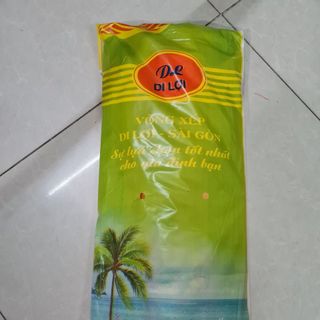 D&L
DI LỢI
VÕNG XẾP
DI LỢI - SÀI GÒN
Sự lựa chọn tốt nhất
cho gia đình bạn